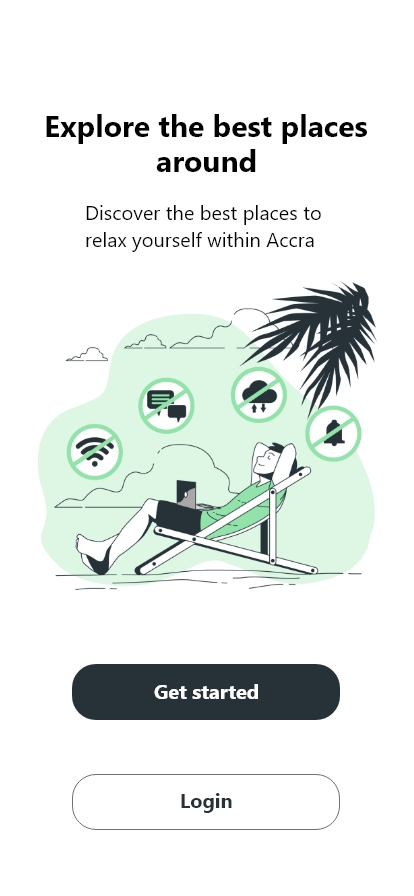 Explore the best places
around
Discover the best places to
relax yourself within Accra
Get started
Login